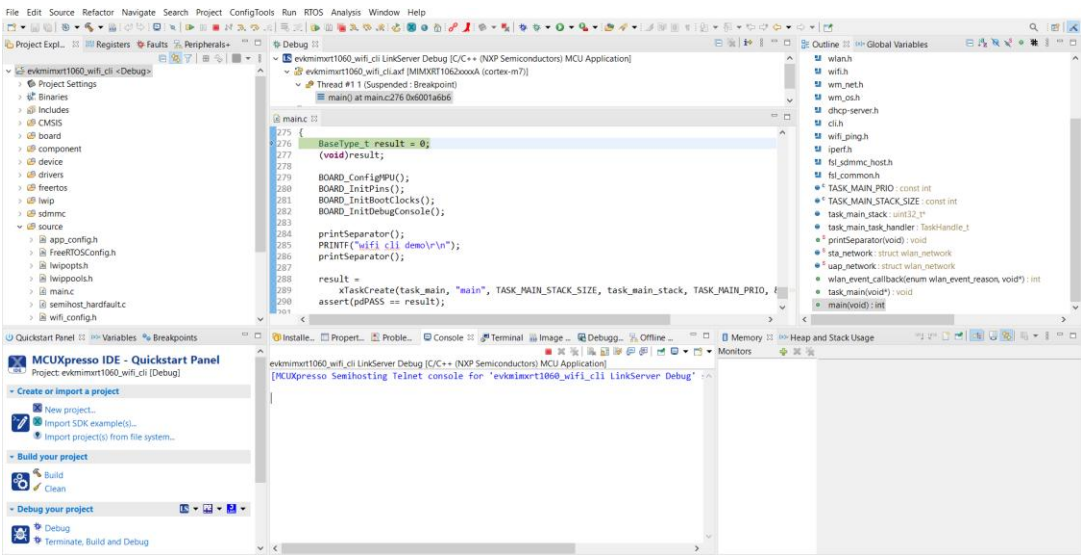 File Edit Source Refactor Navigate Search Project ConfigTools Run RTOS Analysis Window Help
Project Expl... Registers Faults Peripherals+
evkmimxrt1060_wifi_cli <Debug>
Project Settings
Binaries
Includes
CMSIS
board
component
device
drivers
freertos
lwip
sdmmc
source
app_config.h
FreeRTOSConfig.h
lwipopts.h
lwippools.h
main.c
semihost_hardfault.c
wifi_config.h
Debug
evkmimxrt1060_wifi_cli LinkServer Debug [C/C++ (NXP Semiconductors) MCU Application]
evkmimxrt1060_wifi_cli.axf [MIMXRT1062xxxxA (cortex-m7)]
Thread #1 1 (Suspended : Breakpoint)
main() at main.c:276 0x6001a6b6
main.c
275 {
276 BaseType_t result = 0;
277 (void)result;
278
279 BOARD_ConfigMPU();
280 BOARD_InitPins();
281 BOARD_InitBootClocks();
282 BOARD_InitDebugConsole();
283
284 printSeparator();
285 PRINTF("wifi cli demo\r\n");
286 printSeparator();
287
288 result =
289 xTaskCreate(task_main, "main", TASK_MAIN_STACK_SIZE, task_main_stack, TASK_MAIN_PRIO, &
290 assert(pdPASS == result);
291
Outline Global Variables
wlan.h
wifi.h
wm_net.h
wm_os.h
dhcp-server.h
cli.h
wifi_ping.h
iperf.h
fsl_sdmmc_host.h
fsl_common.h
TASK_MAIN_PRIO : const int
TASK_MAIN_STACK_SIZE : const int
task_main_stack : uint32_t*
task_main_task_handler : TaskHandle_t
printSeparator(void) : void
sta_network : struct wlan_network
uap_network : struct wlan_network
wlan_event_callback(enum wlan_event_reason, void*) : int
task_main(void*) : void
main(void) : int
Quickstart Panel Variables Breakpoints
MCUXpresso IDE - Quickstart Panel
IDE
Project: evkmimxrt1060_wifi_cli [Debug]
Create or import a project
New project...
Import SDK example(s)...
Import project(s) from file system...
Build your project
Build
Clean
Debug your project
LS
Debug
Terminate, Build and Debug
Installe... Propert... Proble... Console Terminal Image ... Debugg... Offline ...
evkmimxrt1060_wifi_cli LinkServer Debug [C/C++ (NXP Semiconductors) MCU Application]
[MCUXpresso Semihosting Telnet console for 'evkmimxrt1060_wifi_cli LinkServer Debug'
Memory Heap and Stack Usage
Monitors